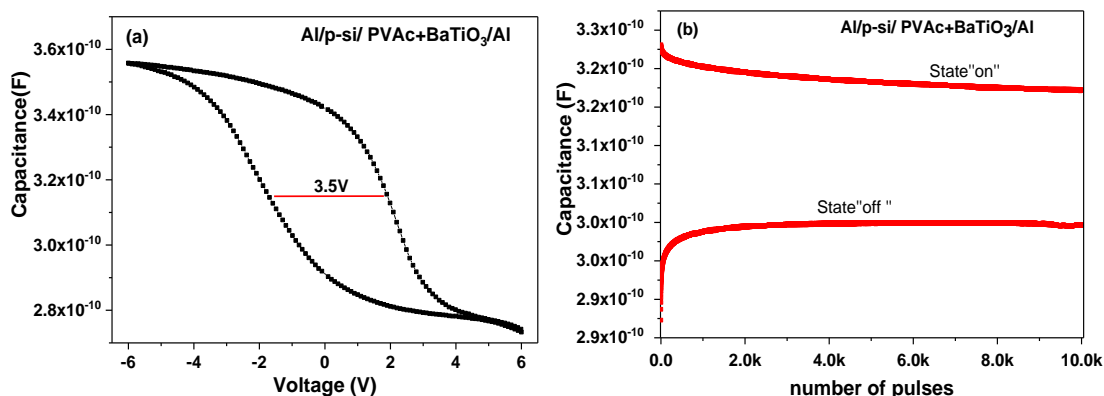 (a)
Al/p-si/ PVAc+BaTiO₃/Al
Capacitance(F)
3.6x10⁻¹⁰
3.4x10⁻¹⁰
3.2x10⁻¹⁰
3.0x10⁻¹⁰
2.8x10⁻¹⁰
3.5V
-6 -4 -2 0 2 4 6
Voltage (V)
(b)
Al/p-si/ PVAc+BaTiO₃/Al
Capacitance (F)
3.3x10⁻¹⁰
3.2x10⁻¹⁰
3.2x10⁻¹⁰
3.1x10⁻¹⁰
3.1x10⁻¹⁰
3.0x10⁻¹⁰
3.0x10⁻¹⁰
2.9x10⁻¹⁰
2.9x10⁻¹⁰
State"on"
State"off "
0.0 2.0k 4.0k 6.0k 8.0k 10.0k
number of pulses